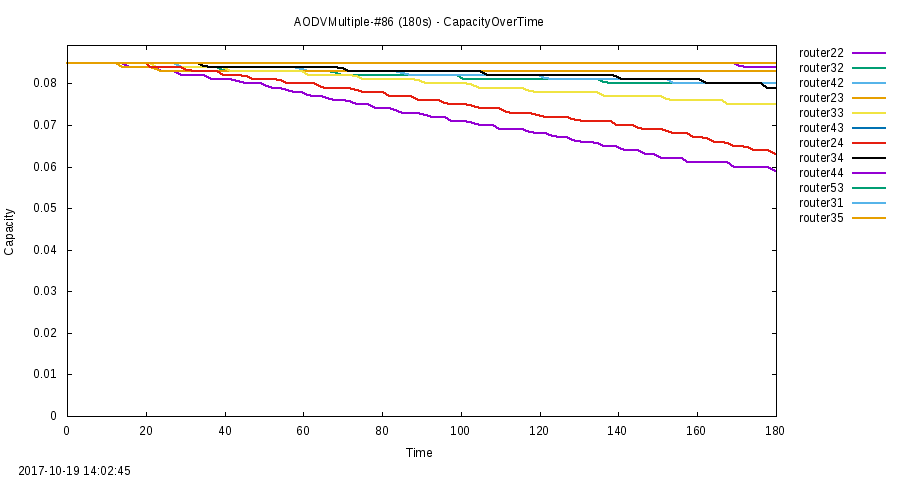 AODVMultiple-#86 (180s) - CapacityOverTime
router22
router32
router42
router23
router33
router43
router24
router34
router44
router53
router31
router35
0.08
0.07
0.06
0.05
0.04
0.03
0.02
0.01
0
Capacity
0 20 40 60 80 100 120 140 160 180
Time
2017-10-19 14:02:45